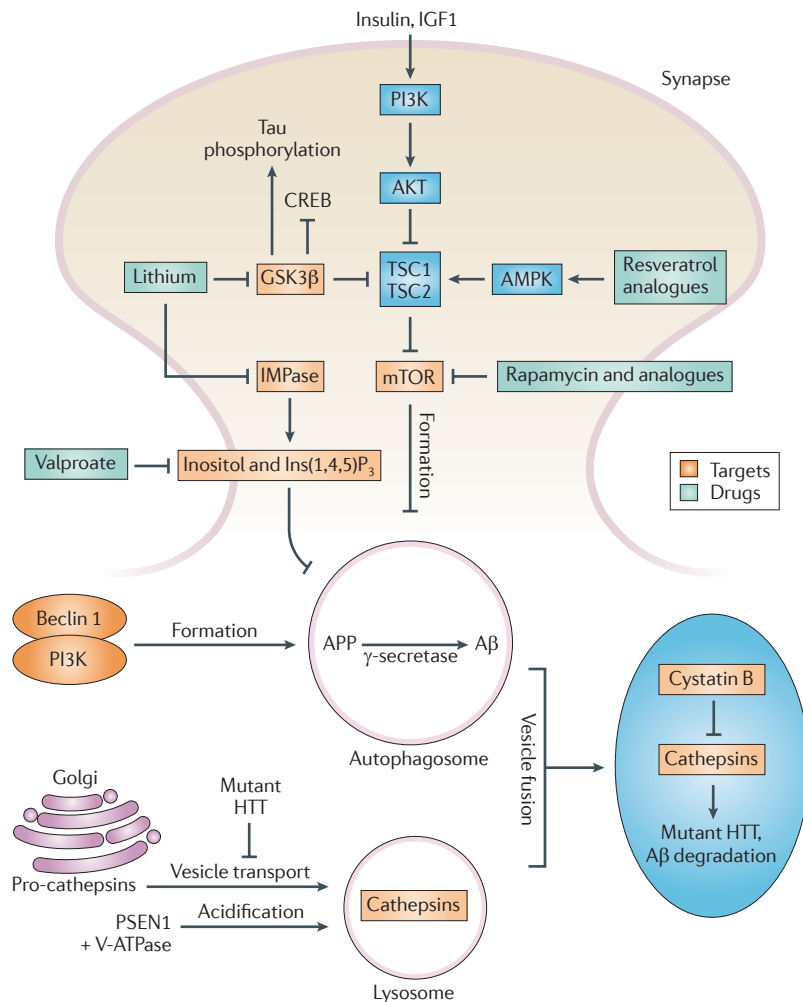 Insulin, IGF1
Synapse
PI3K
Tau
phosphorylation
AKT
CREB
Lithium
GSK3β
TSC1
TSC2
AMPK
Resveratrol
analogues
IMPase
mTOR
Rapamycin and analogues
Formation
Valproate
Inositol and Ins(1,4,5)P₃
Targets
Drugs
Beclin 1
PI3K
Formation
APP
γ-secretase
Aβ
Autophagosome
Vesicle fusion
Cystatin B
Cathepsins
Mutant HTT,
Aβ degradation
Golgi
Mutant
HTT
Pro-cathepsins
Vesicle transport
PSEN1
+ V-ATPase
Acidification
Cathepsins
Lysosome